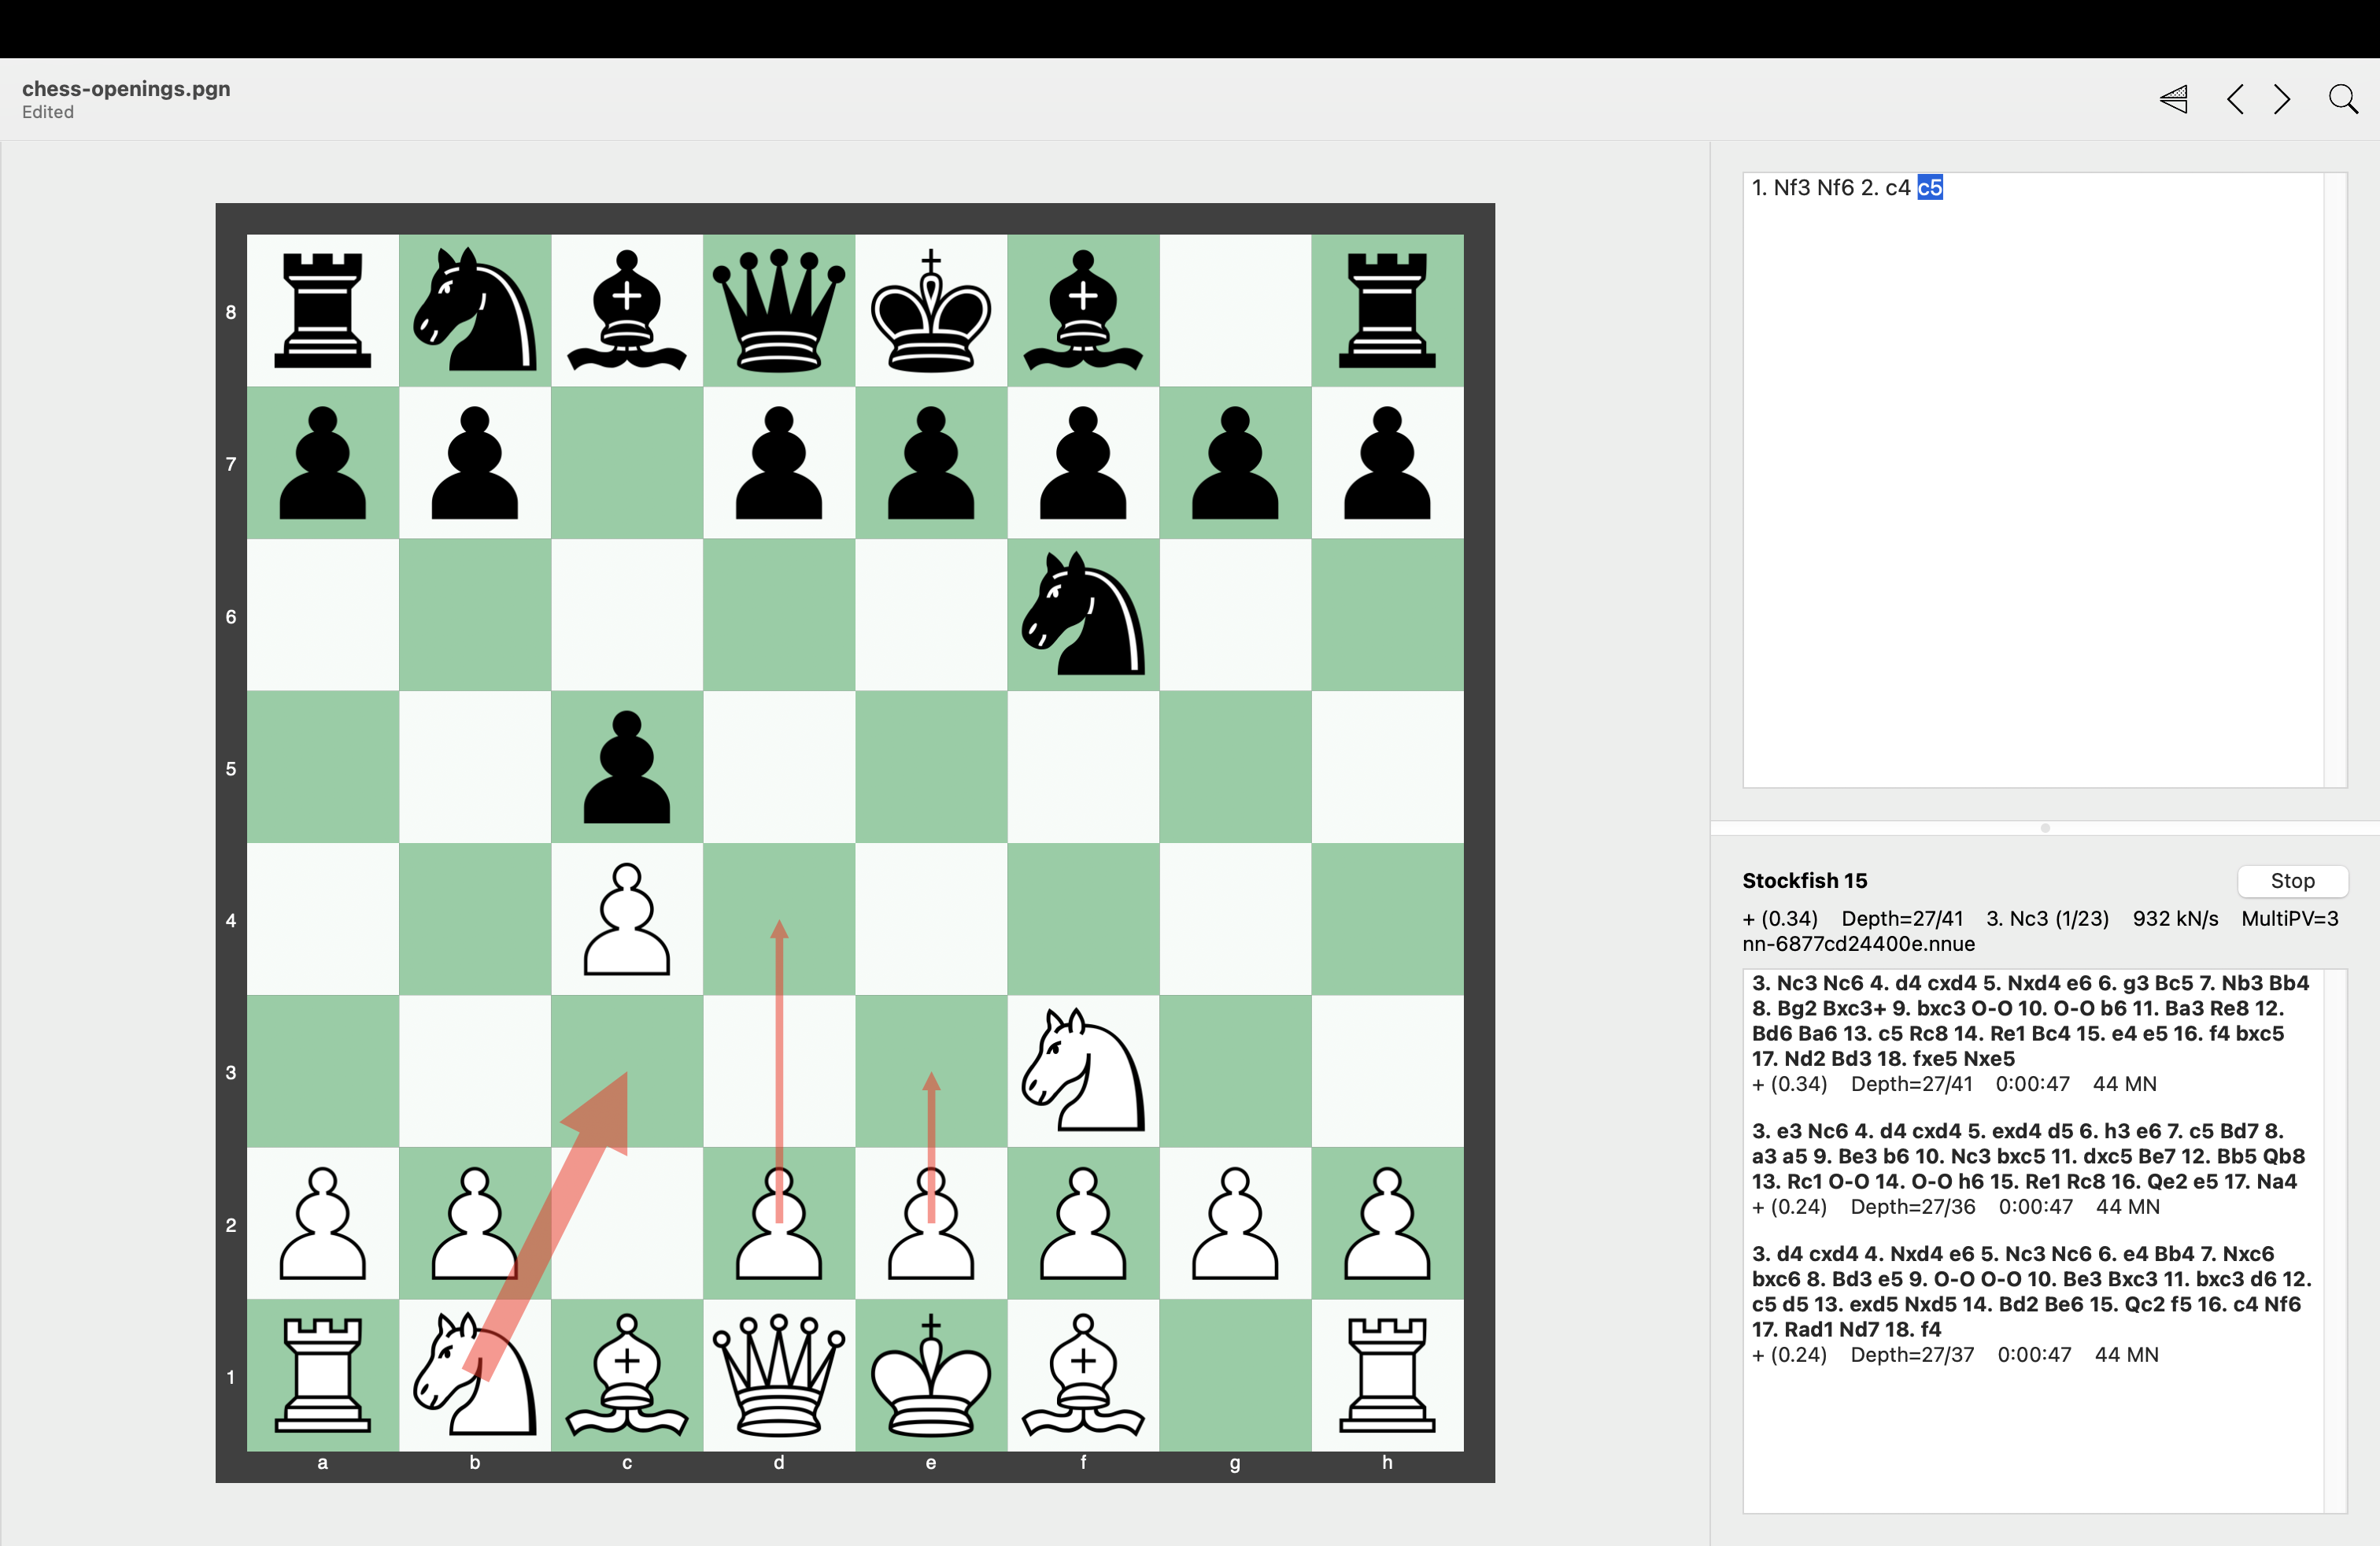 chess-openings.pgn
Edited
1. Nf3 Nf6 2. c4 c5
8
7
6
5
4
3
2
1
a b c d e f g h
Stockfish 15
Stop
+ (0.34) Depth=27/41 3. Nc3 (1/23) 932 kN/s MultiPV=3
nn-6877cd24400e.nnue
3. Nc3 Nc6 4. d4 cxd4 5. Nxd4 e6 6. g3 Bc5 7. Nb3 Bb4
8. Bg2 Bxc3+ 9. bxc3 O-O 10. O-O b6 11. Ba3 Re8 12.
Bd6 Ba6 13. c5 Rc8 14. Re1 Bc4 15. e4 e5 16. f4 bxc5
17. Nd2 Bd3 18. fxe5 Nxe5
+ (0.34) Depth=27/41 0:00:47 44 MN
3. e3 Nc6 4. d4 cxd4 5. exd4 d5 6. h3 e6 7. c5 Bd7 8.
a3 a5 9. Be3 b6 10. Nc3 bxc5 11. dxc5 Be7 12. Bb5 Qb8
13. Rc1 O-O 14. O-O h6 15. Re1 Rc8 16. Qe2 e5 17. Na4
+ (0.24) Depth=27/36 0:00:47 44 MN
3. d4 cxd4 4. Nxd4 e6 5. Nc3 Nc6 6. e4 Bb4 7. Nxc6
bxc6 8. Bd3 e5 9. O-O O-O 10. Be3 Bxc3 11. bxc3 d6 12.
c5 d5 13. exd5 Nxd5 14. Bd2 Be6 15. Qc2 f5 16. c4 Nf6
17. Rad1 Nd7 18. f4
+ (0.24) Depth=27/37 0:00:47 44 MN